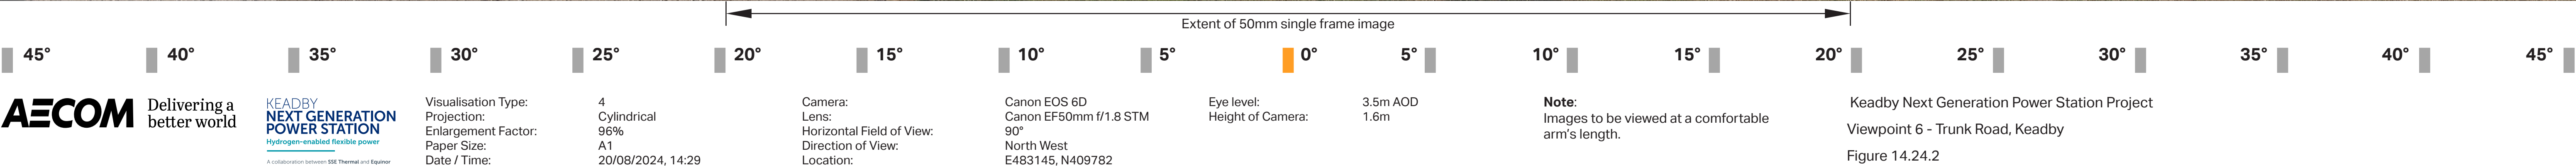 Extent of 50mm single frame image
45° 40° 35° 30° 25° 20° 15° 10° 5° 0° 5° 10° 15° 20° 25° 30° 35° 40° 45°
AECOM
Delivering a
better world
KEADBY
NEXT GENERATION
POWER STATION
Hydrogen-enabled flexible power
A collaboration between SSE Thermal and Equinor
Visualisation Type: 4
Projection: Cylindrical
Enlargement Factor: 96%
Paper Size: A1
Date / Time: 20/08/2024, 14:29
Camera: Canon EOS 6D
Lens: Canon EF50mm f/1.8 STM
Horizontal Field of View: 90°
Direction of View: North West
Location: E483145, N409782
Eye level: 3.5m AOD
Height of Camera: 1.6m
Note:
Images to be viewed at a comfortable
arm's length.
Keadby Next Generation Power Station Project
Viewpoint 6 - Trunk Road, Keadby
Figure 14.24.2